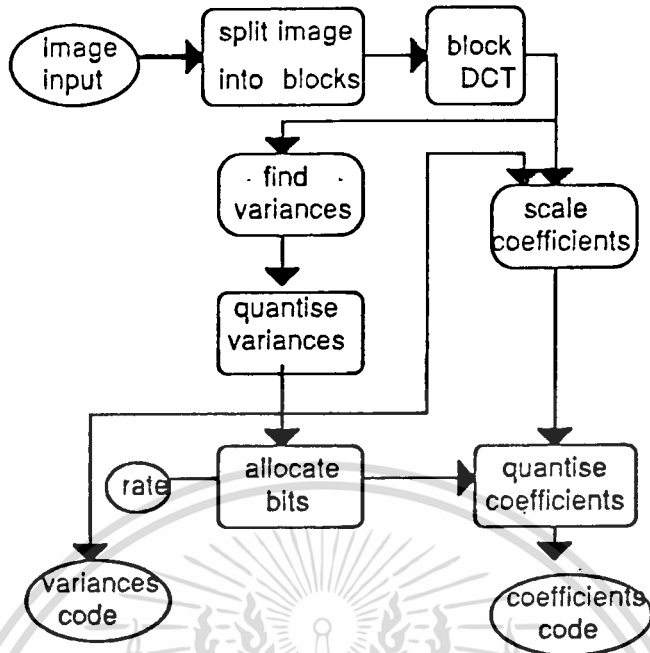 image
input
split image
into blocks
block
DCT
find
variances
scale
coefficients
quantise
variances
rate
allocate
bits
quantise
coefficients
variances
code
coefficients
code